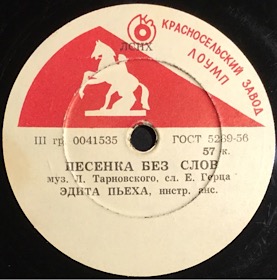 КРАСНОСЕЛЬСКИЙ ЗАВОД
ЛОУМП
ЛСНХ
III гр 0041535 ГОСТ 5289-56
57 к.
ПЕСЕНКА БЕЗ СЛОВ
муз. Л. Тарновского, сл. Е. Герца
ЭДИТА ПЬЕХА, инстр. анс.